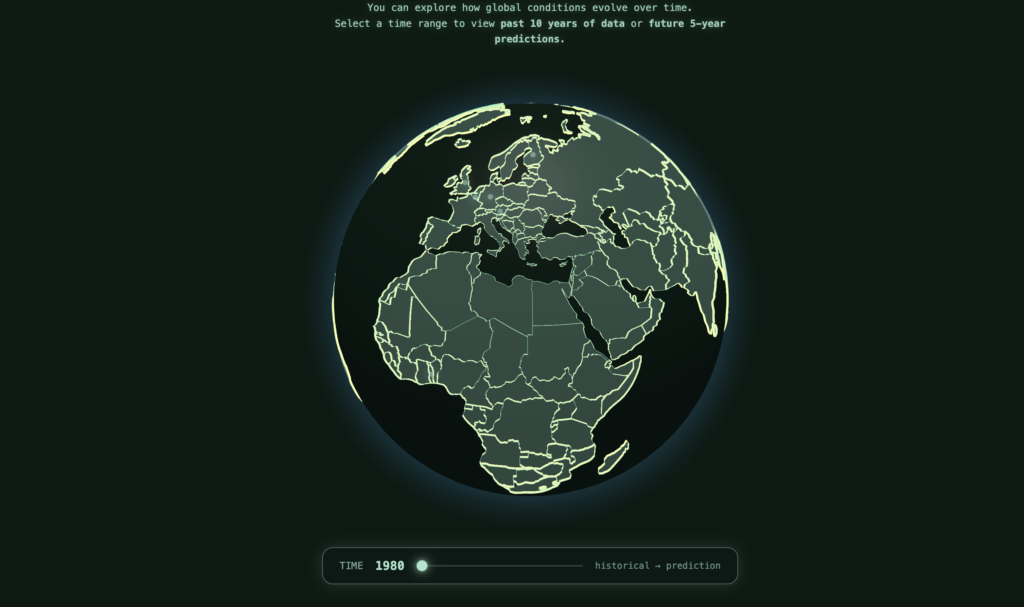 You can explore how global conditions evolve over time.
Select a time range to view past 10 years of data or future 5-year
predictions.
TIME 1980 historical → prediction